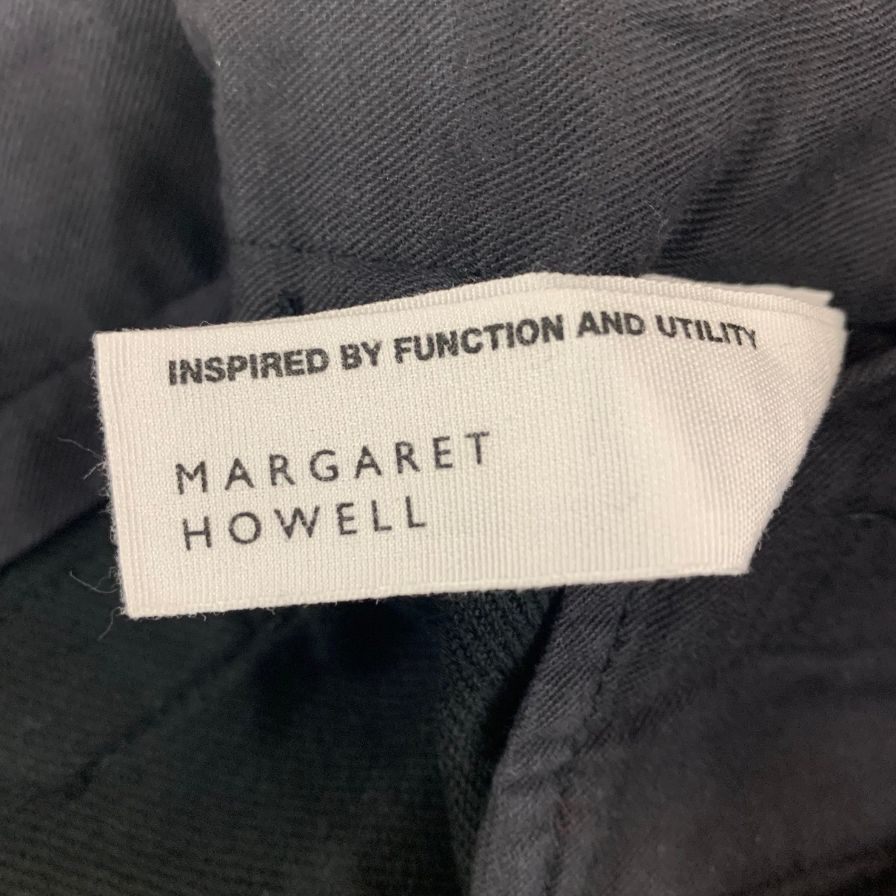 INSPIRED BY FUNCTION AND UTILITY
MARGARET
HOWELL